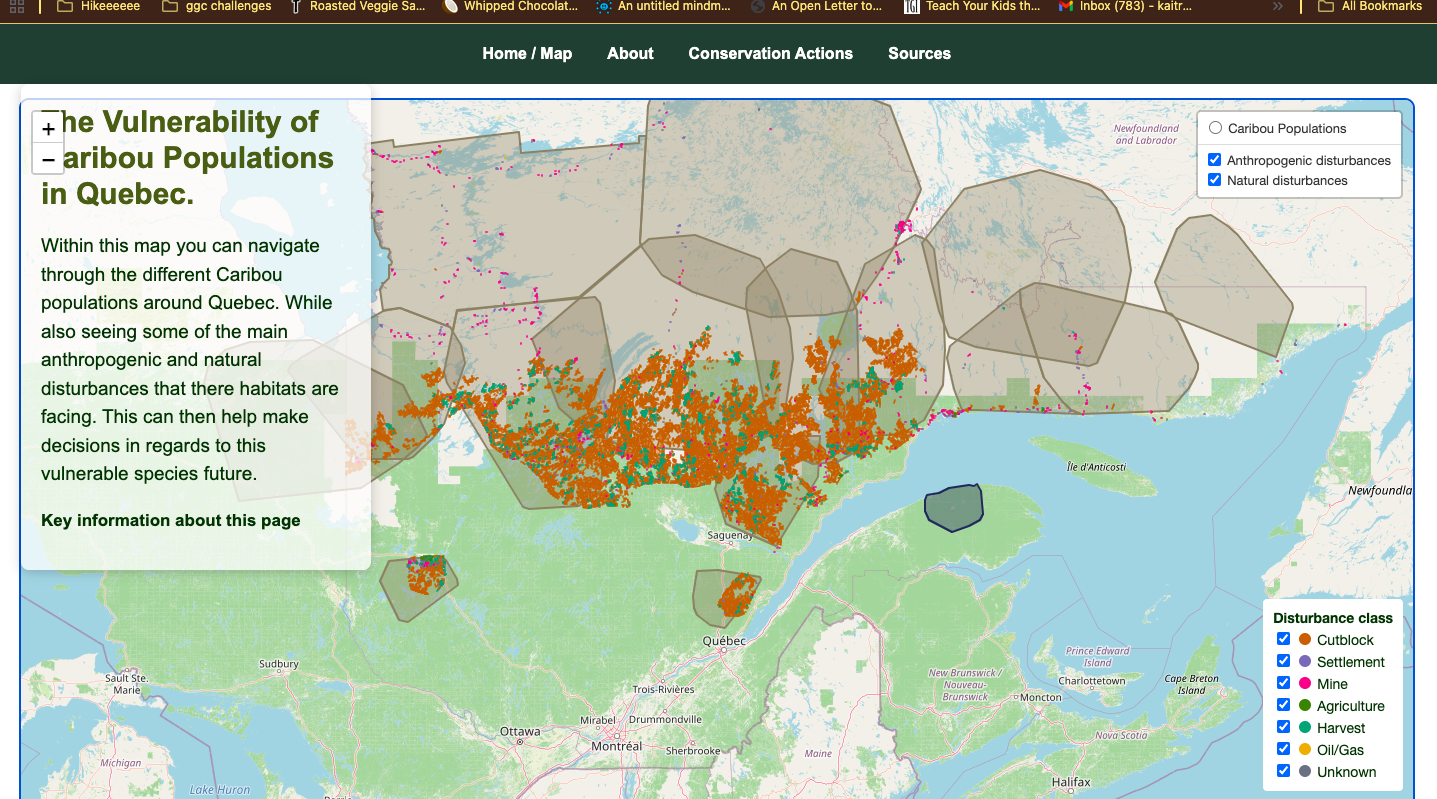 Hikeeeeee
ggc challenges
Roasted Veggie Sa...
Whipped Chocolat...
An untitled mindm...
An Open Letter to...
TGI
Teach Your Kids th...
Inbox (783) - kaitr...
All Bookmarks
Home / Map
About
Conservation Actions
Sources
+
−
The Vulnerability of
Caribou Populations
in Quebec.
Within this map you can navigate
through the different Caribou
populations around Quebec. While
also seeing some of the main
anthropogenic and natural
disturbances that there habitats are
facing. This can then help make
decisions in regards to this
vulnerable species future.
Key information about this page
Caribou Populations
Anthropogenic disturbances
Natural disturbances
Newfoundland
and Labrador
Île d'Anticosti
Newfoundla
Saguenay
Québec
Sudbury
Sault Ste.
Marie
Trois-Rivières
Mirabel
Drummondville
Ottawa
Montréal
Sherbrooke
Michigan
Lake Huron
Maine
New Brunswick /
Nouveau-
Brunswick
Moncton
Prince Edward
Island
Charlottetown
Cape Breton
Island
Nova Scotia
Halifax
Disturbance class
Cutblock
Settlement
Mine
Agriculture
Harvest
Oil/Gas
Unknown